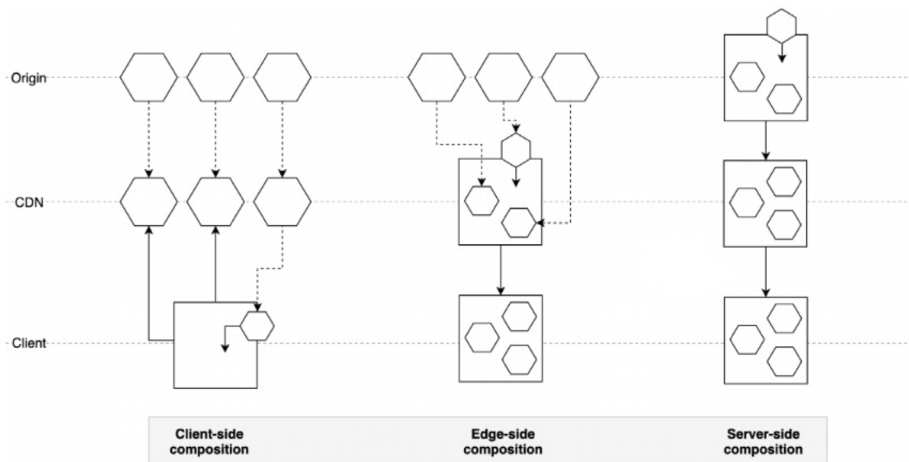 Origin
CDN
Client
Client-side
composition
Edge-side
composition
Server-side
composition